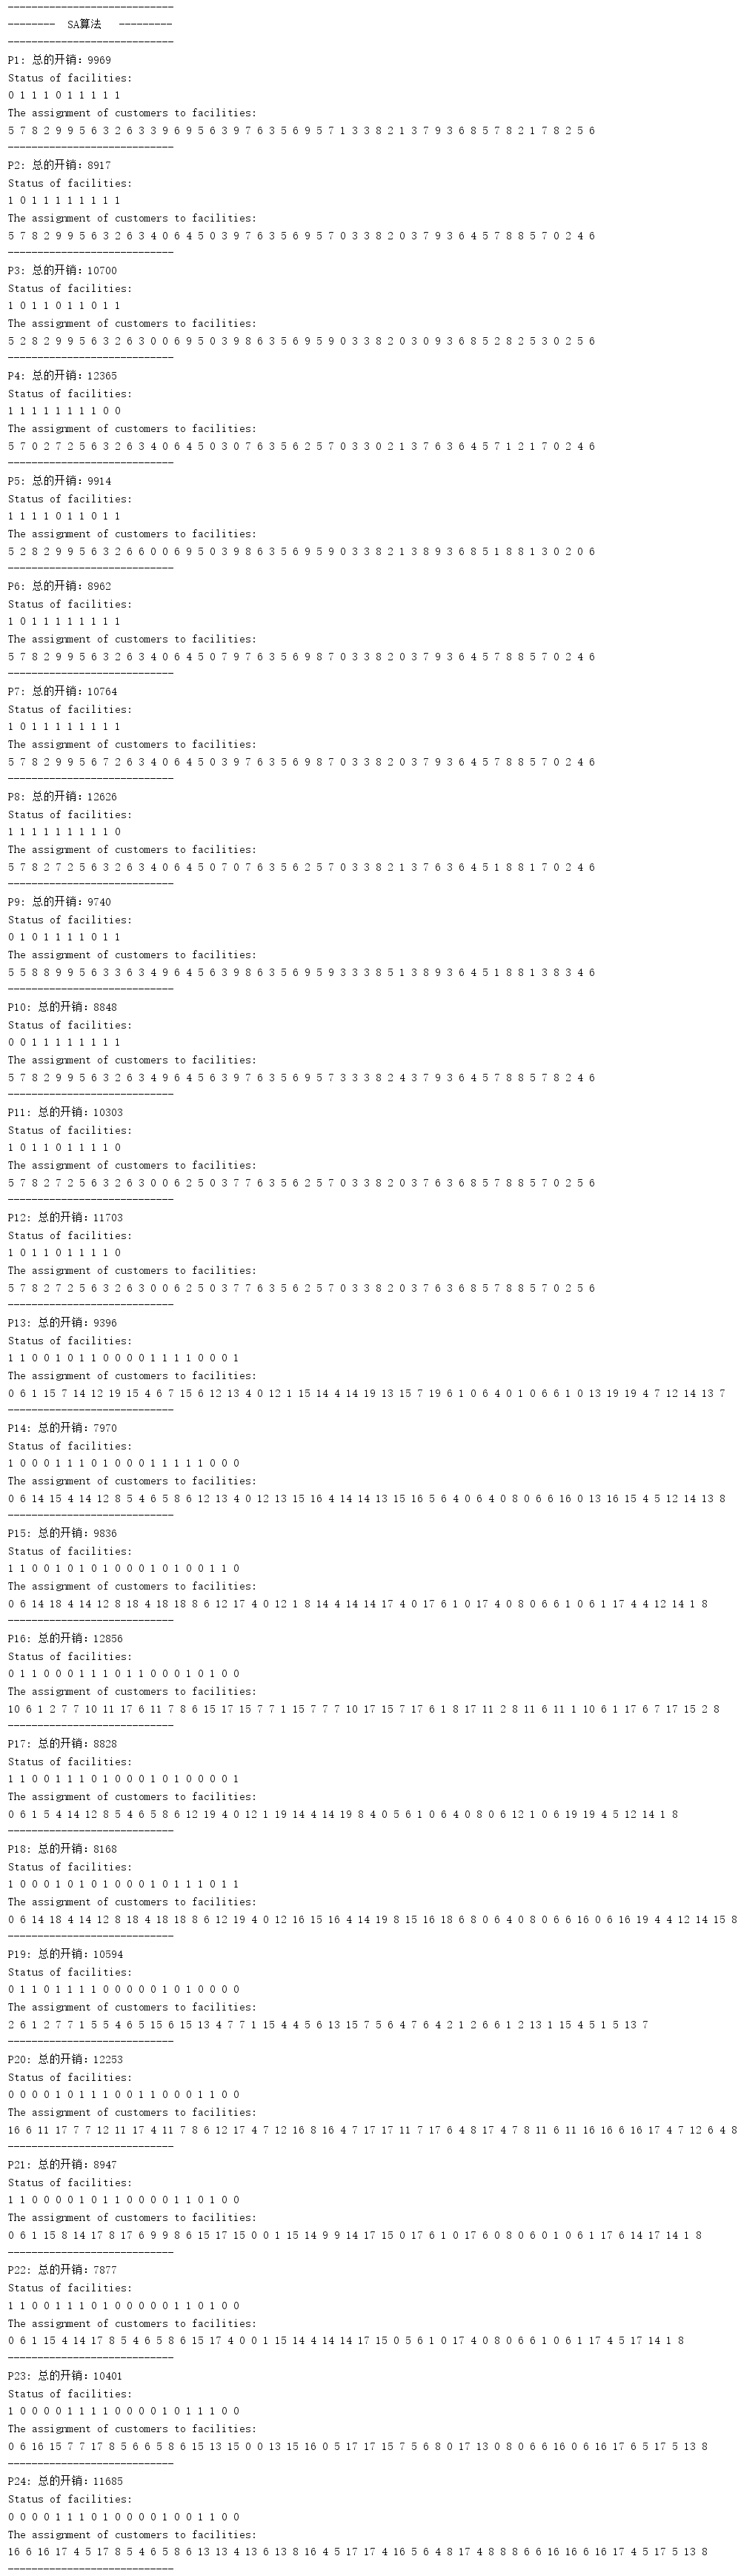 ----------------------------
--------  SA算法   ---------
----------------------------
P1: 总的开销：9969
Status of facilities:
0 1 1 1 0 1 1 1 1 1
The assignment of customers to facilities:
5 7 8 2 9 9 5 6 3 2 6 3 3 9 6 9 5 6 3 9 7 6 3 5 6 9 5 7 1 3 3 8 2 1 3 7 9 3 6 8 5 7 8 2 1 7 8 2 5 6
----------------------------
P2: 总的开销：8917
Status of facilities:
1 0 1 1 1 1 1 1 1 1
The assignment of customers to facilities:
5 7 8 2 9 9 5 6 3 2 6 3 4 0 6 4 5 0 3 9 7 6 3 5 6 9 5 7 0 3 3 8 2 0 3 7 9 3 6 4 5 7 8 8 5 7 0 2 4 6
----------------------------
P3: 总的开销：10700
Status of facilities:
1 0 1 1 0 1 1 0 1 1
The assignment of customers to facilities:
5 2 8 2 9 9 5 6 3 2 6 3 0 0 6 9 5 0 3 9 8 6 3 5 6 9 5 9 0 3 3 8 2 0 3 0 9 3 6 8 5 2 8 2 5 3 0 2 5 6
----------------------------
P4: 总的开销：12365
Status of facilities:
1 1 1 1 1 1 1 1 0 0
The assignment of customers to facilities:
5 7 0 2 7 2 5 6 3 2 6 3 4 0 6 4 5 0 3 0 7 6 3 5 6 2 5 7 0 3 3 0 2 1 3 7 6 3 6 4 5 7 1 2 1 7 0 2 4 6
----------------------------
P5: 总的开销：9914
Status of facilities:
1 1 1 1 0 1 1 0 1 1
The assignment of customers to facilities:
5 2 8 2 9 9 5 6 3 2 6 6 0 0 6 9 5 0 3 9 8 6 3 5 6 9 5 9 0 3 3 8 2 1 3 8 9 3 6 8 5 1 8 8 1 3 0 2 0 6
----------------------------
P6: 总的开销：8962
Status of facilities:
1 0 1 1 1 1 1 1 1 1
The assignment of customers to facilities:
5 7 8 2 9 9 5 6 3 2 6 3 4 0 6 4 5 0 7 9 7 6 3 5 6 9 8 7 0 3 3 8 2 0 3 7 9 3 6 4 5 7 8 8 5 7 0 2 4 6
----------------------------
P7: 总的开销：10764
Status of facilities:
1 0 1 1 1 1 1 1 1 1
The assignment of customers to facilities:
5 7 8 2 9 9 5 6 7 2 6 3 4 0 6 4 5 0 3 9 7 6 3 5 6 9 8 7 0 3 3 8 2 0 3 7 9 3 6 4 5 7 8 8 5 7 0 2 4 6
----------------------------
P8: 总的开销：12626
Status of facilities:
1 1 1 1 1 1 1 1 1 0
The assignment of customers to facilities:
5 7 8 2 7 2 5 6 3 2 6 3 4 0 6 4 5 0 7 0 7 6 3 5 6 2 5 7 0 3 3 8 2 1 3 7 6 3 6 4 5 1 8 8 1 7 0 2 4 6
----------------------------
P9: 总的开销：9740
Status of facilities:
0 1 0 1 1 1 1 0 1 1
The assignment of customers to facilities:
5 5 8 8 9 9 5 6 3 3 6 3 4 9 6 4 5 6 3 9 8 6 3 5 6 9 5 9 3 3 3 8 5 1 3 8 9 3 6 4 5 1 8 8 1 3 8 3 4 6
----------------------------
P10: 总的开销：8848
Status of facilities:
0 0 1 1 1 1 1 1 1 1
The assignment of customers to facilities:
5 7 8 2 9 9 5 6 3 2 6 3 4 9 6 4 5 6 3 9 7 6 3 5 6 9 5 7 3 3 3 8 2 4 3 7 9 3 6 4 5 7 8 8 5 7 8 2 4 6
----------------------------
P11: 总的开销：10303
Status of facilities:
1 0 1 1 0 1 1 1 1 0
The assignment of customers to facilities:
5 7 8 2 7 2 5 6 3 2 6 3 0 0 6 2 5 0 3 7 7 6 3 5 6 2 5 7 0 3 3 8 2 0 3 7 6 3 6 8 5 7 8 8 5 7 0 2 5 6
----------------------------
P12: 总的开销：11703
Status of facilities:
1 0 1 1 0 1 1 1 1 0
The assignment of customers to facilities:
5 7 8 2 7 2 5 6 3 2 6 3 0 0 6 2 5 0 3 7 7 6 3 5 6 2 5 7 0 3 3 8 2 0 3 7 6 3 6 8 5 7 8 8 5 7 0 2 5 6
----------------------------
P13: 总的开销：9396
Status of facilities:
1 1 0 0 1 0 1 1 0 0 0 0 1 1 1 1 0 0 0 1
The assignment of customers to facilities:
0 6 1 15 7 14 12 19 15 4 6 7 15 6 12 13 4 0 12 1 15 14 4 14 19 13 15 7 19 6 1 0 6 4 0 1 0 6 6 1 0 13 19 19 4 7 12 14 13 7
----------------------------
P14: 总的开销：7970
Status of facilities:
1 0 0 0 1 1 1 0 1 0 0 0 1 1 1 1 1 0 0 0
The assignment of customers to facilities:
0 6 14 15 4 14 12 8 5 4 6 5 8 6 12 13 4 0 12 13 15 16 4 14 14 13 15 16 5 6 4 0 6 4 0 8 0 6 6 16 0 13 16 15 4 5 12 14 13 8
----------------------------
P15: 总的开销：9836
Status of facilities:
1 1 0 0 1 0 1 0 1 0 0 0 1 0 1 0 0 1 1 0
The assignment of customers to facilities:
0 6 14 18 4 14 12 8 18 4 18 18 8 6 12 17 4 0 12 1 8 14 4 14 14 17 4 0 17 6 1 0 17 4 0 8 0 6 6 1 0 6 1 17 4 4 12 14 1 8
----------------------------
P16: 总的开销：12856
Status of facilities:
0 1 1 0 0 0 1 1 1 0 1 1 0 0 0 1 0 1 0 0
The assignment of customers to facilities:
10 6 1 2 7 7 10 11 17 6 11 7 8 6 15 17 15 7 7 1 15 7 7 7 10 17 15 7 17 6 1 8 17 11 2 8 11 6 11 1 10 6 1 17 6 7 17 15 2 8
----------------------------
P17: 总的开销：8828
Status of facilities:
1 1 0 0 1 1 1 0 1 0 0 0 1 0 1 0 0 0 0 1
The assignment of customers to facilities:
0 6 1 5 4 14 12 8 5 4 6 5 8 6 12 19 4 0 12 1 19 14 4 14 19 8 4 0 5 6 1 0 6 4 0 8 0 6 12 1 0 6 19 19 4 5 12 14 1 8
----------------------------
P18: 总的开销：8168
Status of facilities:
1 0 0 0 1 0 1 0 1 0 0 0 1 0 1 1 1 0 1 1
The assignment of customers to facilities:
0 6 14 18 4 14 12 8 18 4 18 18 8 6 12 19 4 0 12 16 15 16 4 14 19 8 15 16 18 6 8 0 6 4 0 8 0 6 6 16 0 6 16 19 4 4 12 14 15 8
----------------------------
P19: 总的开销：10594
Status of facilities:
0 1 1 0 1 1 1 1 0 0 0 0 0 1 0 1 0 0 0 0
The assignment of customers to facilities:
2 6 1 2 7 7 1 5 5 4 6 5 15 6 15 13 4 7 7 1 15 4 4 5 6 13 15 7 5 6 4 7 6 4 2 1 2 6 6 1 2 13 1 15 4 5 1 5 13 7
----------------------------
P20: 总的开销：12253
Status of facilities:
0 0 0 0 1 0 1 1 1 0 0 1 1 0 0 0 1 1 0 0
The assignment of customers to facilities:
16 6 11 17 7 7 12 11 17 4 11 7 8 6 12 17 4 7 12 16 8 16 4 7 17 17 11 7 17 6 4 8 17 4 7 8 11 6 11 16 16 6 16 17 4 7 12 6 4 8
----------------------------
P21: 总的开销：8947
Status of facilities:
1 1 0 0 0 0 1 0 1 1 0 0 0 0 1 1 0 1 0 0
The assignment of customers to facilities:
0 6 1 15 8 14 17 8 17 6 9 9 8 6 15 17 15 0 0 1 15 14 9 9 14 17 15 0 17 6 1 0 17 6 0 8 0 6 0 1 0 6 1 17 6 14 17 14 1 8
----------------------------
P22: 总的开销：7877
Status of facilities:
1 1 0 0 1 1 1 0 1 0 0 0 0 0 1 1 0 1 0 0
The assignment of customers to facilities:
0 6 1 15 4 14 17 8 5 4 6 5 8 6 15 17 4 0 0 1 15 14 4 14 14 17 15 0 5 6 1 0 17 4 0 8 0 6 6 1 0 6 1 17 4 5 17 14 1 8
----------------------------
P23: 总的开销：10401
Status of facilities:
1 0 0 0 0 1 1 1 1 0 0 0 0 1 0 1 1 1 0 0
The assignment of customers to facilities:
0 6 16 15 7 7 17 8 5 6 6 5 8 6 15 13 15 0 0 13 15 16 0 5 17 17 15 7 5 6 8 0 17 13 0 8 0 6 6 16 0 6 16 17 6 5 17 5 13 8
----------------------------
P24: 总的开销：11685
Status of facilities:
0 0 0 0 1 1 1 0 1 0 0 0 0 1 0 0 1 1 0 0
The assignment of customers to facilities:
16 6 16 17 4 5 17 8 5 4 6 5 8 6 13 13 4 13 6 13 8 16 4 5 17 17 4 16 5 6 4 8 17 4 8 8 8 6 6 16 16 6 16 17 4 5 17 5 13 8
----------------------------